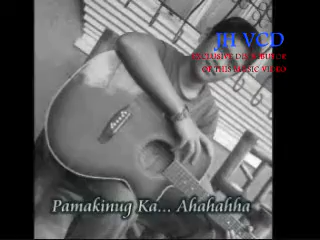 JH VCD
EXCLUSIVE DISTRIBUTOR
OF THIS MUSIC VIDEO
Pamakinug Ka... Ahahahha